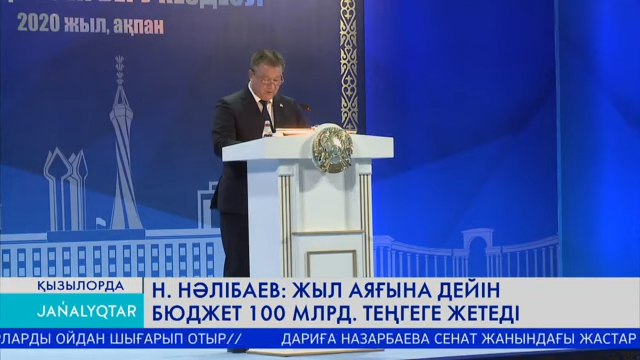 2020 жыл, ақпан
ҚЫЗЫЛОРДА
JAŃALYQTAR
Н. НӘЛІБАЕВ: ЖЫЛ АЯҒЫНА ДЕЙІН
БЮДЖЕТ 100 МЛРД. ТЕҢГЕГЕ ЖЕТЕДІ
ЛАРДЫ ОЙДАН ШЫҒАРЫП ОТЫР// ДАРИҒА НАЗАРБАЕВА СЕНАТ ЖАНЫНДАҒЫ ЖАСТАР